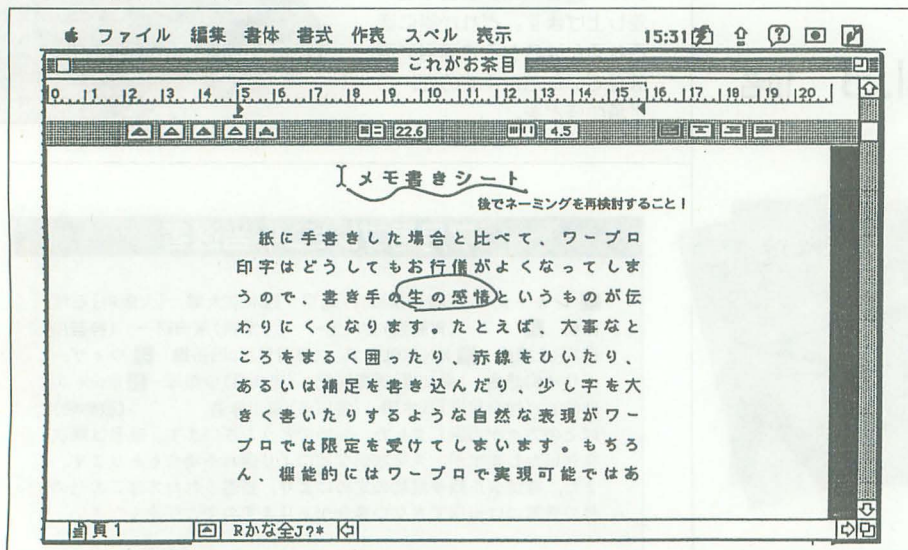 ファイル 編集 書体 書式 作表 スペル 表示 15:31
これがお茶目
0 1 2 3 4 5 6 7 8 9 10 11 12 13 14 15 16 17 18 19 20
22.6 4.5
メモ書きシート
後でネーミングを再検討すること!
紙に手書きした場合と比べて、ワープロ
印字はどうしてもお行儀がよくなってしま
うので、書き手の生の感情というものが伝
わりにくくなります。たとえば、大事なと
ころをまるく囲ったり、赤線をひいたり、
あるいは補足を書き込んだり、少し字を大
きく書いたりするような自然な表現がワー
プロでは限定を受けてしまいます。もちろ
ん、機能的にはワープロで実現可能ではあ
頁1 Rかな全J?*